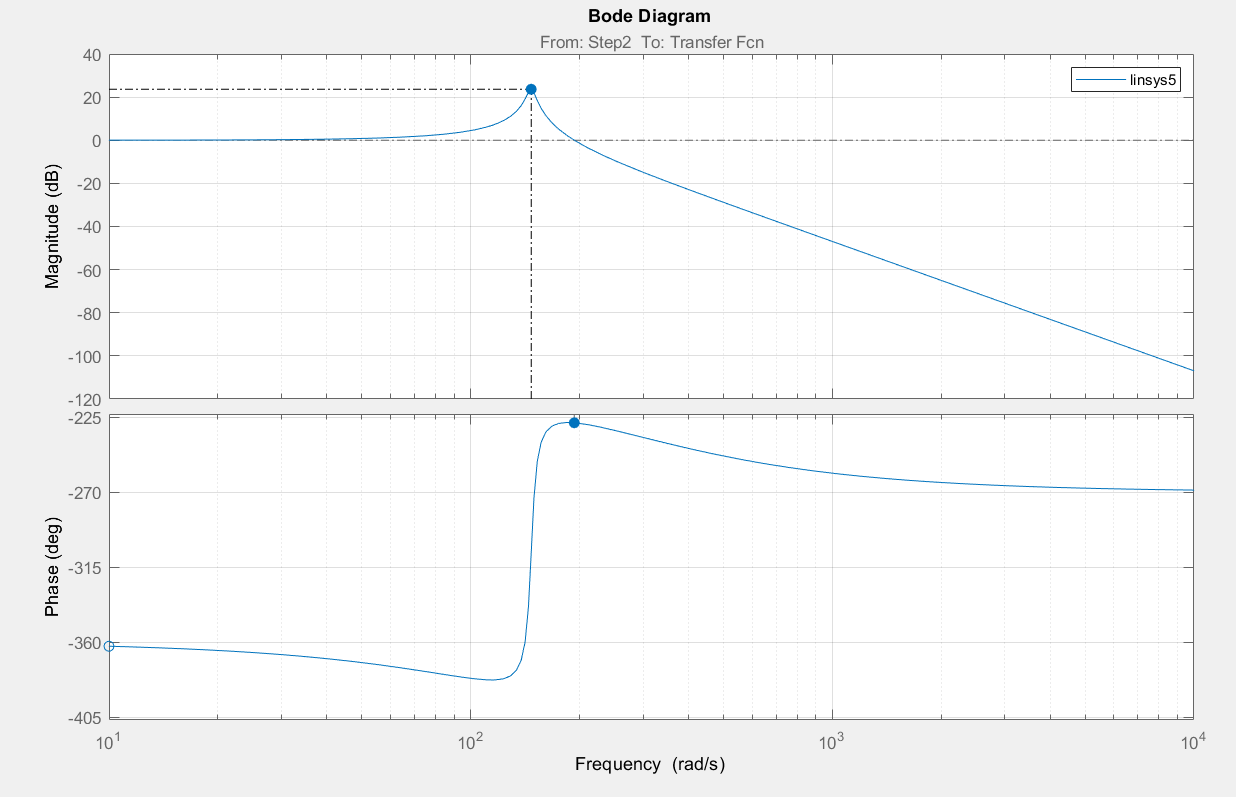 Bode Diagram
From: Step2 To: Transfer Fcn
linsys5
Magnitude (dB)
40
20
0
-20
-40
-60
-80
-100
-120
Phase (deg)
-225
-270
-315
-360
-405
10^1 10^2 10^3 10^4
Frequency (rad/s)